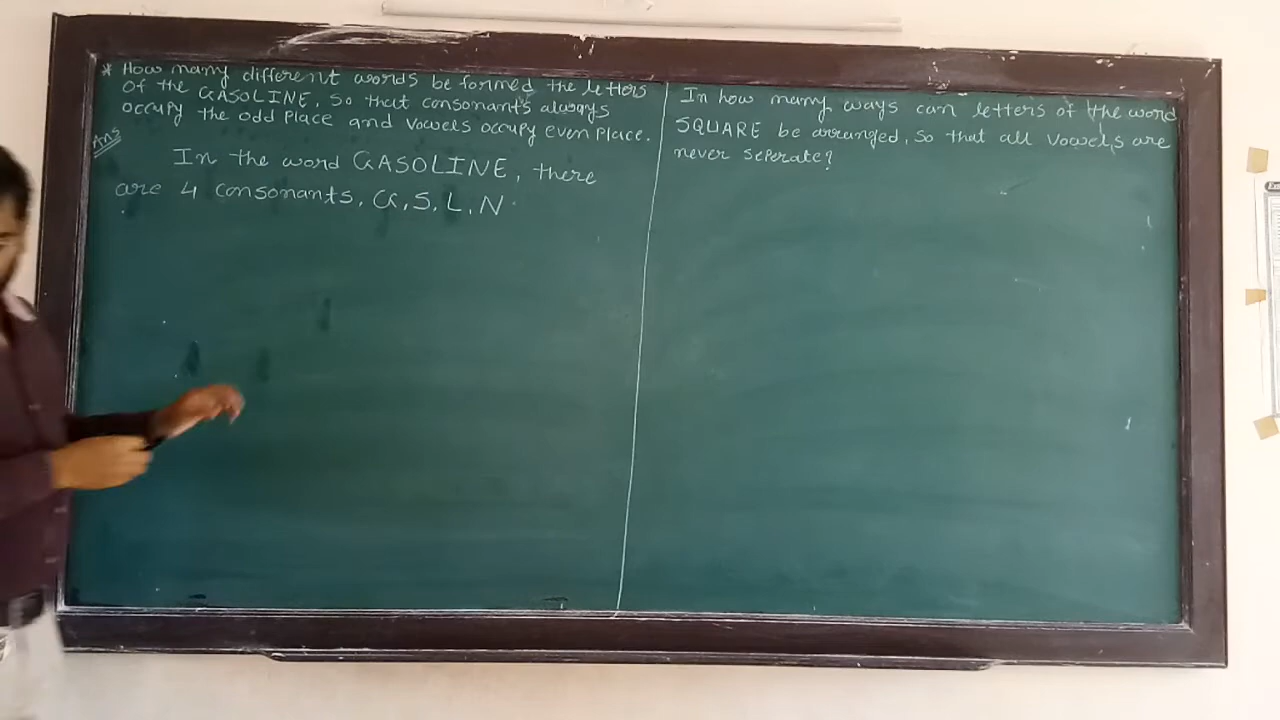 * How many different words be formed the letters
of the GASOLINE, So that consonants always
occupy the odd Place and Vowels occupy even Place.
Ans
In the word GASOLINE, there
are 4 consonants, G, S, L, N
In how many ways can letters of the word
SQUARE be arranged, so that all Vowels are
never seperate?